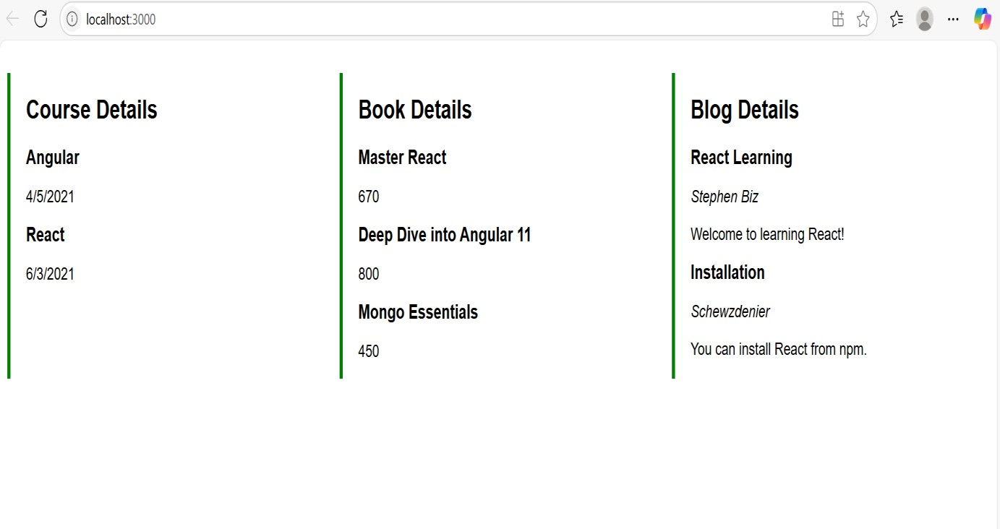 localhost:3000
Course Details
Angular
4/5/2021
React
6/3/2021
Book Details
Master React
670
Deep Dive into Angular 11
800
Mongo Essentials
450
Blog Details
React Learning
Stephen Biz
Welcome to learning React!
Installation
Schewzdenier
You can install React from npm.